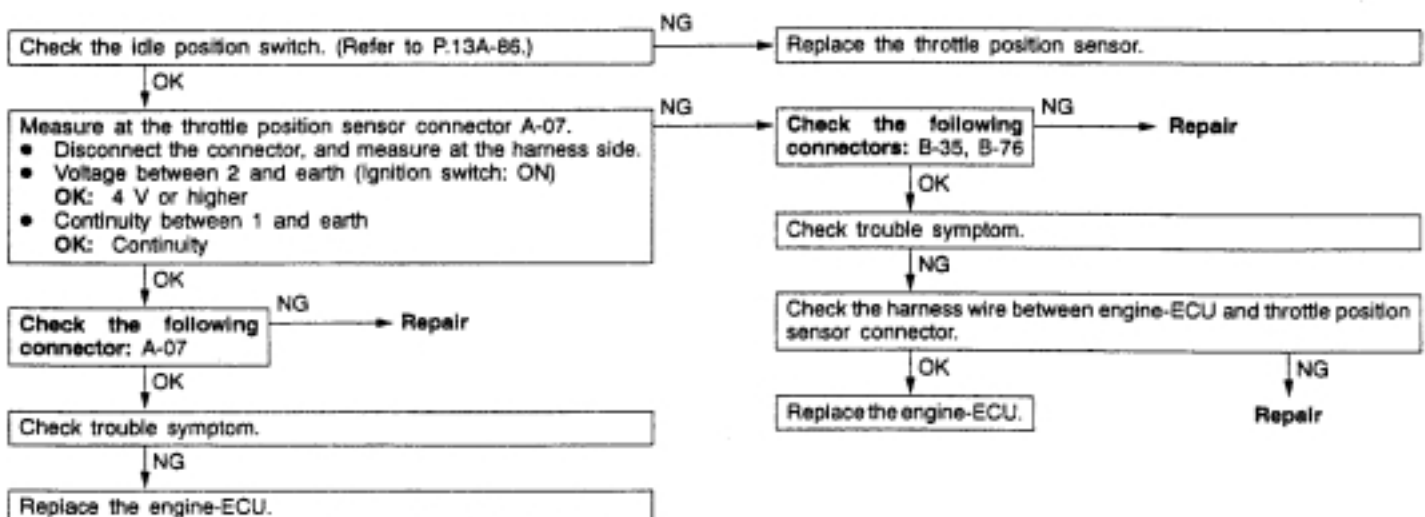 NG
Check the idle position switch. (Refer to P.13A-86.)
Replace the throttle position sensor.
OK
NG
Measure at the throttle position sensor connector A-07.
● Disconnect the connector, and measure at the harness side.
● Voltage between 2 and earth (Ignition switch: ON)
OK: 4 V or higher
● Continuity between 1 and earth
OK: Continuity
Check the following
connectors: B-35, B-76
NG
Repair
OK
Check trouble symptom.
NG
Check the harness wire between engine-ECU and throttle position
sensor connector.
OK
NG
Replace the engine-ECU.
Repair
OK
Check the following
connector: A-07
NG
Repair
OK
Check trouble symptom.
NG
Replace the engine-ECU.